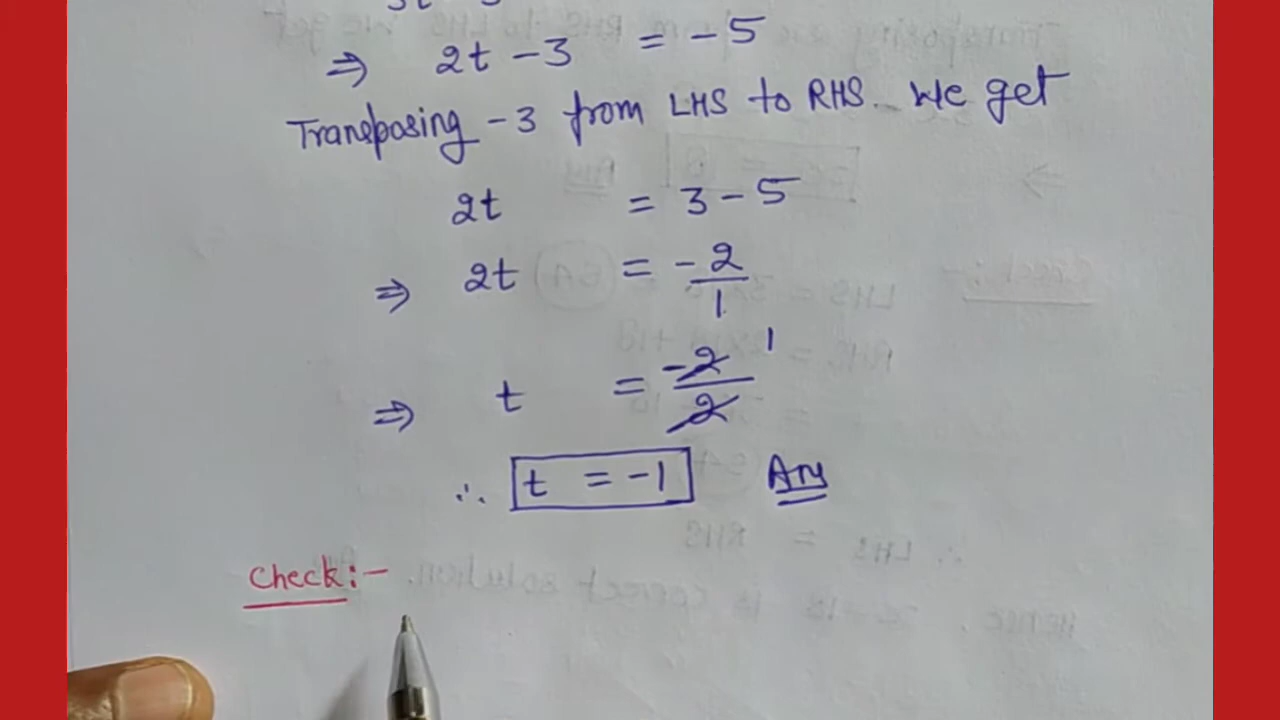 ⇒ 2t - 3 = - 5
Transposing - 3 from LHS to RHS. We get
2t = 3 - 5
⇒ 2t = - 2/1
⇒ t = -2/2 1
∴ t = -1 Ans
Check:-